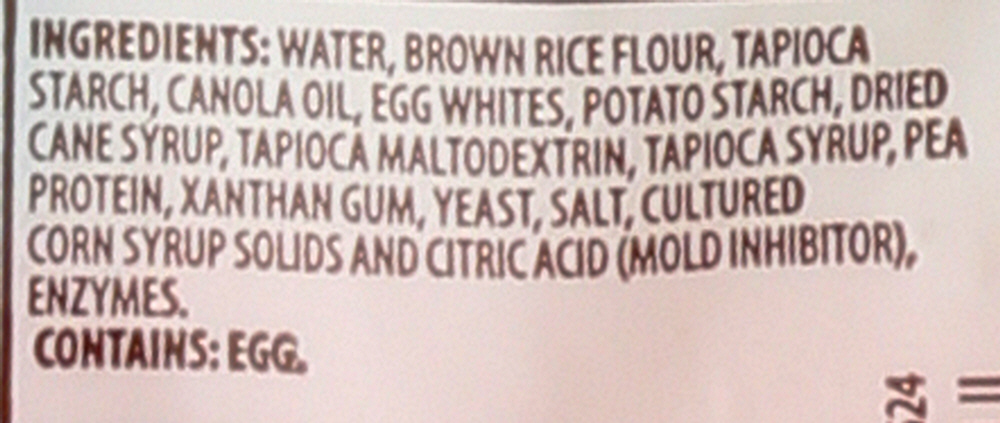 INGREDIENTS: WATER, BROWN RICE FLOUR, TAPIOCA
STARCH, CANOLA OIL, EGG WHITES, POTATO STARCH, DRIED
CANE SYRUP, TAPIOCA MALTODEXTRIN, TAPIOCA SYRUP, PEA
PROTEIN, XANTHAN GUM, YEAST, SALT, CULTURED
CORN SYRUP SOLIDS AND CITRIC ACID (MOLD INHIBITOR),
ENZYMES.
CONTAINS: EGG.